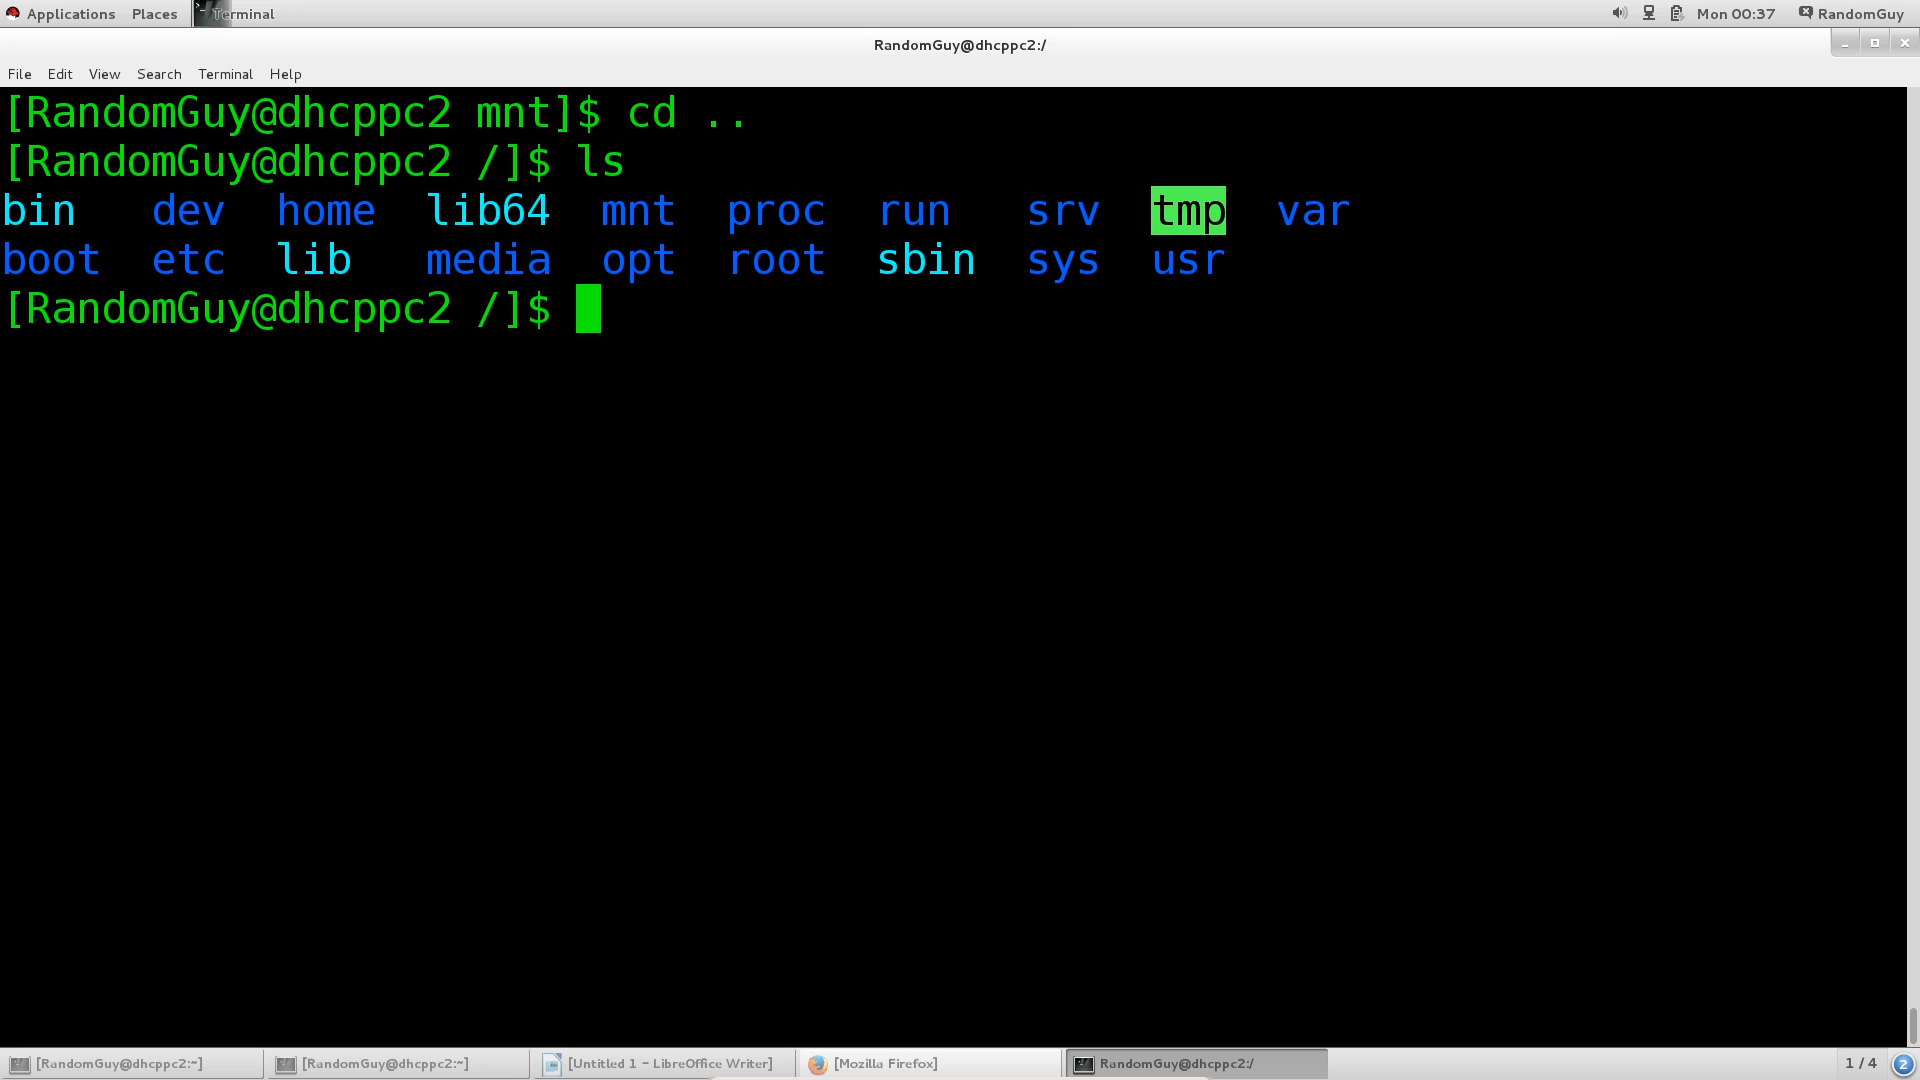 Applications Places Terminal Mon 00:37 RandomGuy
RandomGuy@dhcppc2:/
File Edit View Search Terminal Help
[RandomGuy@dhcppc2 mnt]$ cd ..
[RandomGuy@dhcppc2 /]$ ls
bin dev home lib64 mnt proc run srv tmp var
boot etc lib media opt root sbin sys usr
[RandomGuy@dhcppc2 /]$
[RandomGuy@dhcppc2:~] [RandomGuy@dhcppc2:~] [Untitled 1 - LibreOffice Writer] [Mozilla Firefox] RandomGuy@dhcppc2:/ 1 / 4 2